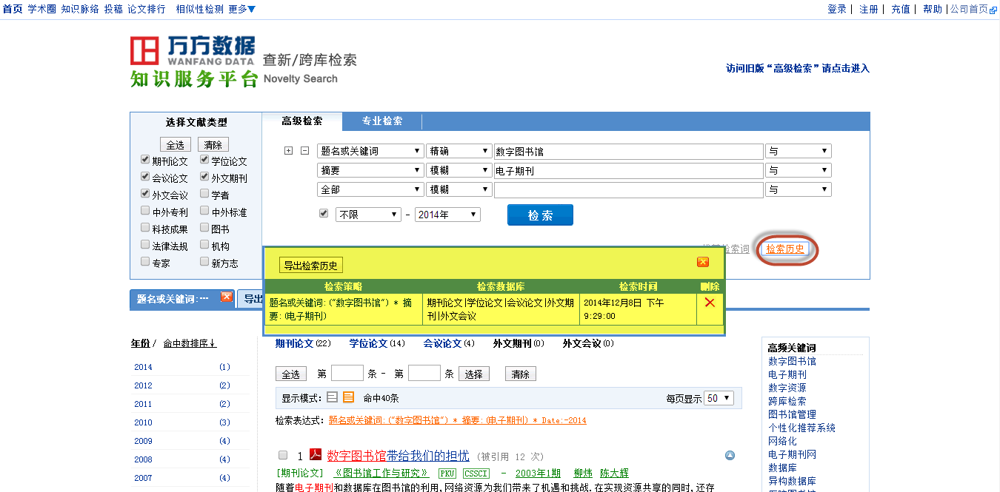 首页 学术圈 知识脉络 投稿 论文排行 相似性检测 更多▼
登录 | 注册 | 充值 | 帮助 | 公司首页
万方数据
WANFANG DATA
知识服务平台
查新/跨库检索
Novelty Search
访问旧版“高级检索”请点击进入
选择文献类型
全选 清除
期刊论文 学位论文
会议论文 外文期刊
外文会议 学者
中外专利 中外标准
科技成果 图书
法律法规 机构
专家 新方志
高级检索 专业检索
题名或关键词 精确 数字图书馆 与
摘要 模糊 电子期刊 与
全部 模糊 与
不限 - 2014年 检索
检索词 检索历史
题名或关键词:… 导出
导出检索历史
检索策略 检索数据库 检索时间 删除
题名或关键词:("数字图书馆") * 摘 期刊论文|学位论文|会议论文|外文期 2014年12月8日 下午
要:(电子期刊) 刊|外文会议 9:29:00
年份 / 命中数排序↓
2014 (1)
2012 (2)
2011 (2)
2010 (3)
2009 (4)
2008 (4)
2007 (4)
期刊论文(22) 学位论文(14) 会议论文(4) 外文期刊(0) 外文会议(0)
全选 第 条 - 第 条 选择 清除
显示模式: 命中40条 每页显示 50
检索表达式: 题名或关键词:("数字图书馆") * 摘要:(电子期刊) * Date:-2014
1 数字图书馆带给我们的担忧 (被引用 12 次)
[期刊论文] 《图书馆工作与研究》 PKU CSSCI - 2003年1期 柳炜 陈大辉
随着电子期刊和数据库在图书馆的利用,网络资源为我们带来了机遇和挑战.在实现资源共享的同时,还存
高频关键词
数字图书馆
电子期刊
数字资源
跨库检索
图书馆管理
个性化推荐系统
网络化
电子期刊网
数据库
异构数据库